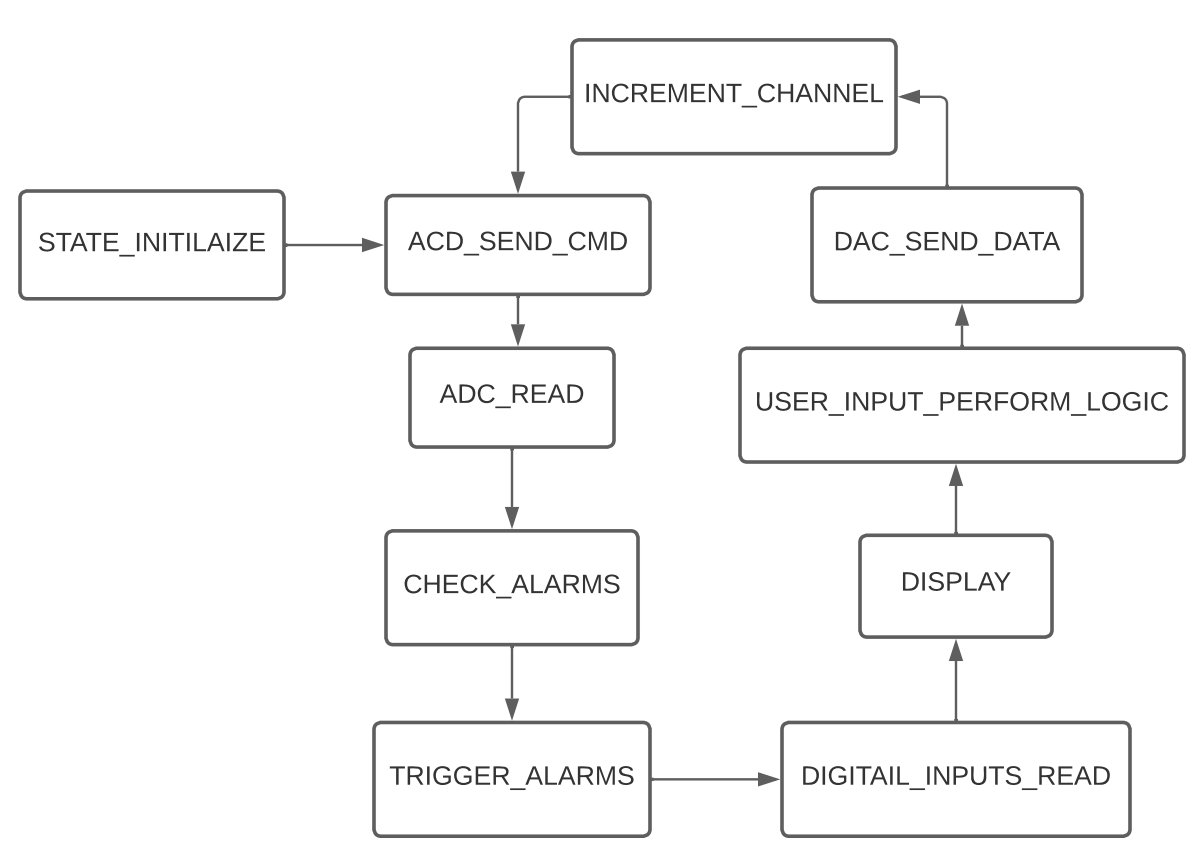 INCREMENT_CHANNEL
STATE_INITILAIZE
ACD_SEND_CMD
DAC_SEND_DATA
ADC_READ
USER_INPUT_PERFORM_LOGIC
CHECK_ALARMS
DISPLAY
TRIGGER_ALARMS
DIGITAIL_INPUTS_READ